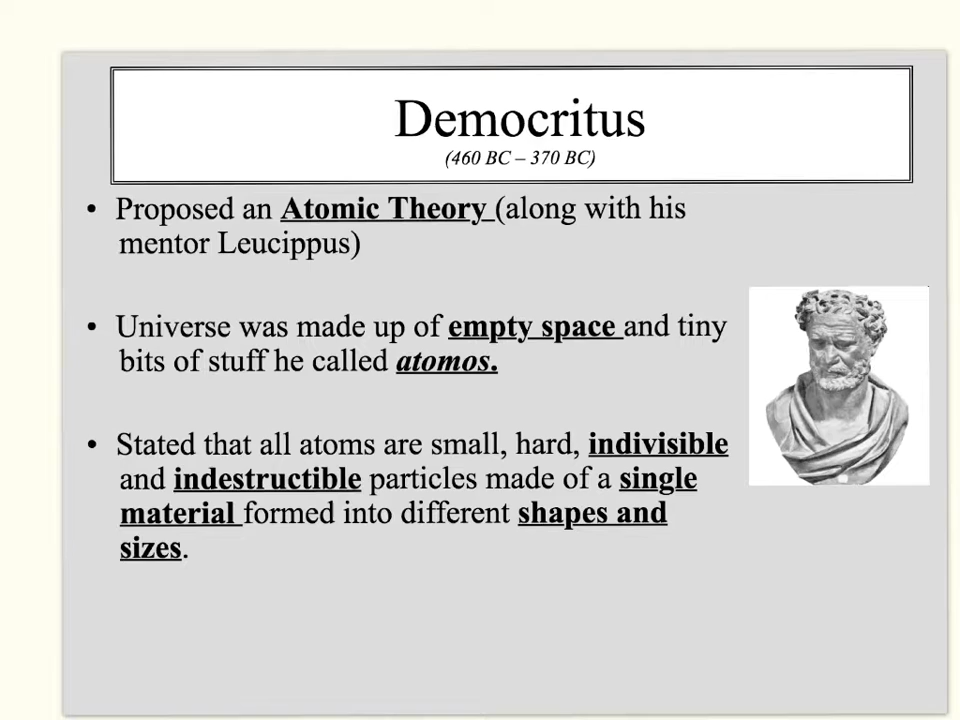 Democritus
(460 BC – 370 BC)
• Proposed an Atomic Theory (along with his
mentor Leucippus)
• Universe was made up of empty space and tiny
bits of stuff he called atomos.
• Stated that all atoms are small, hard, indivisible
and indestructible particles made of a single
material formed into different shapes and
sizes.